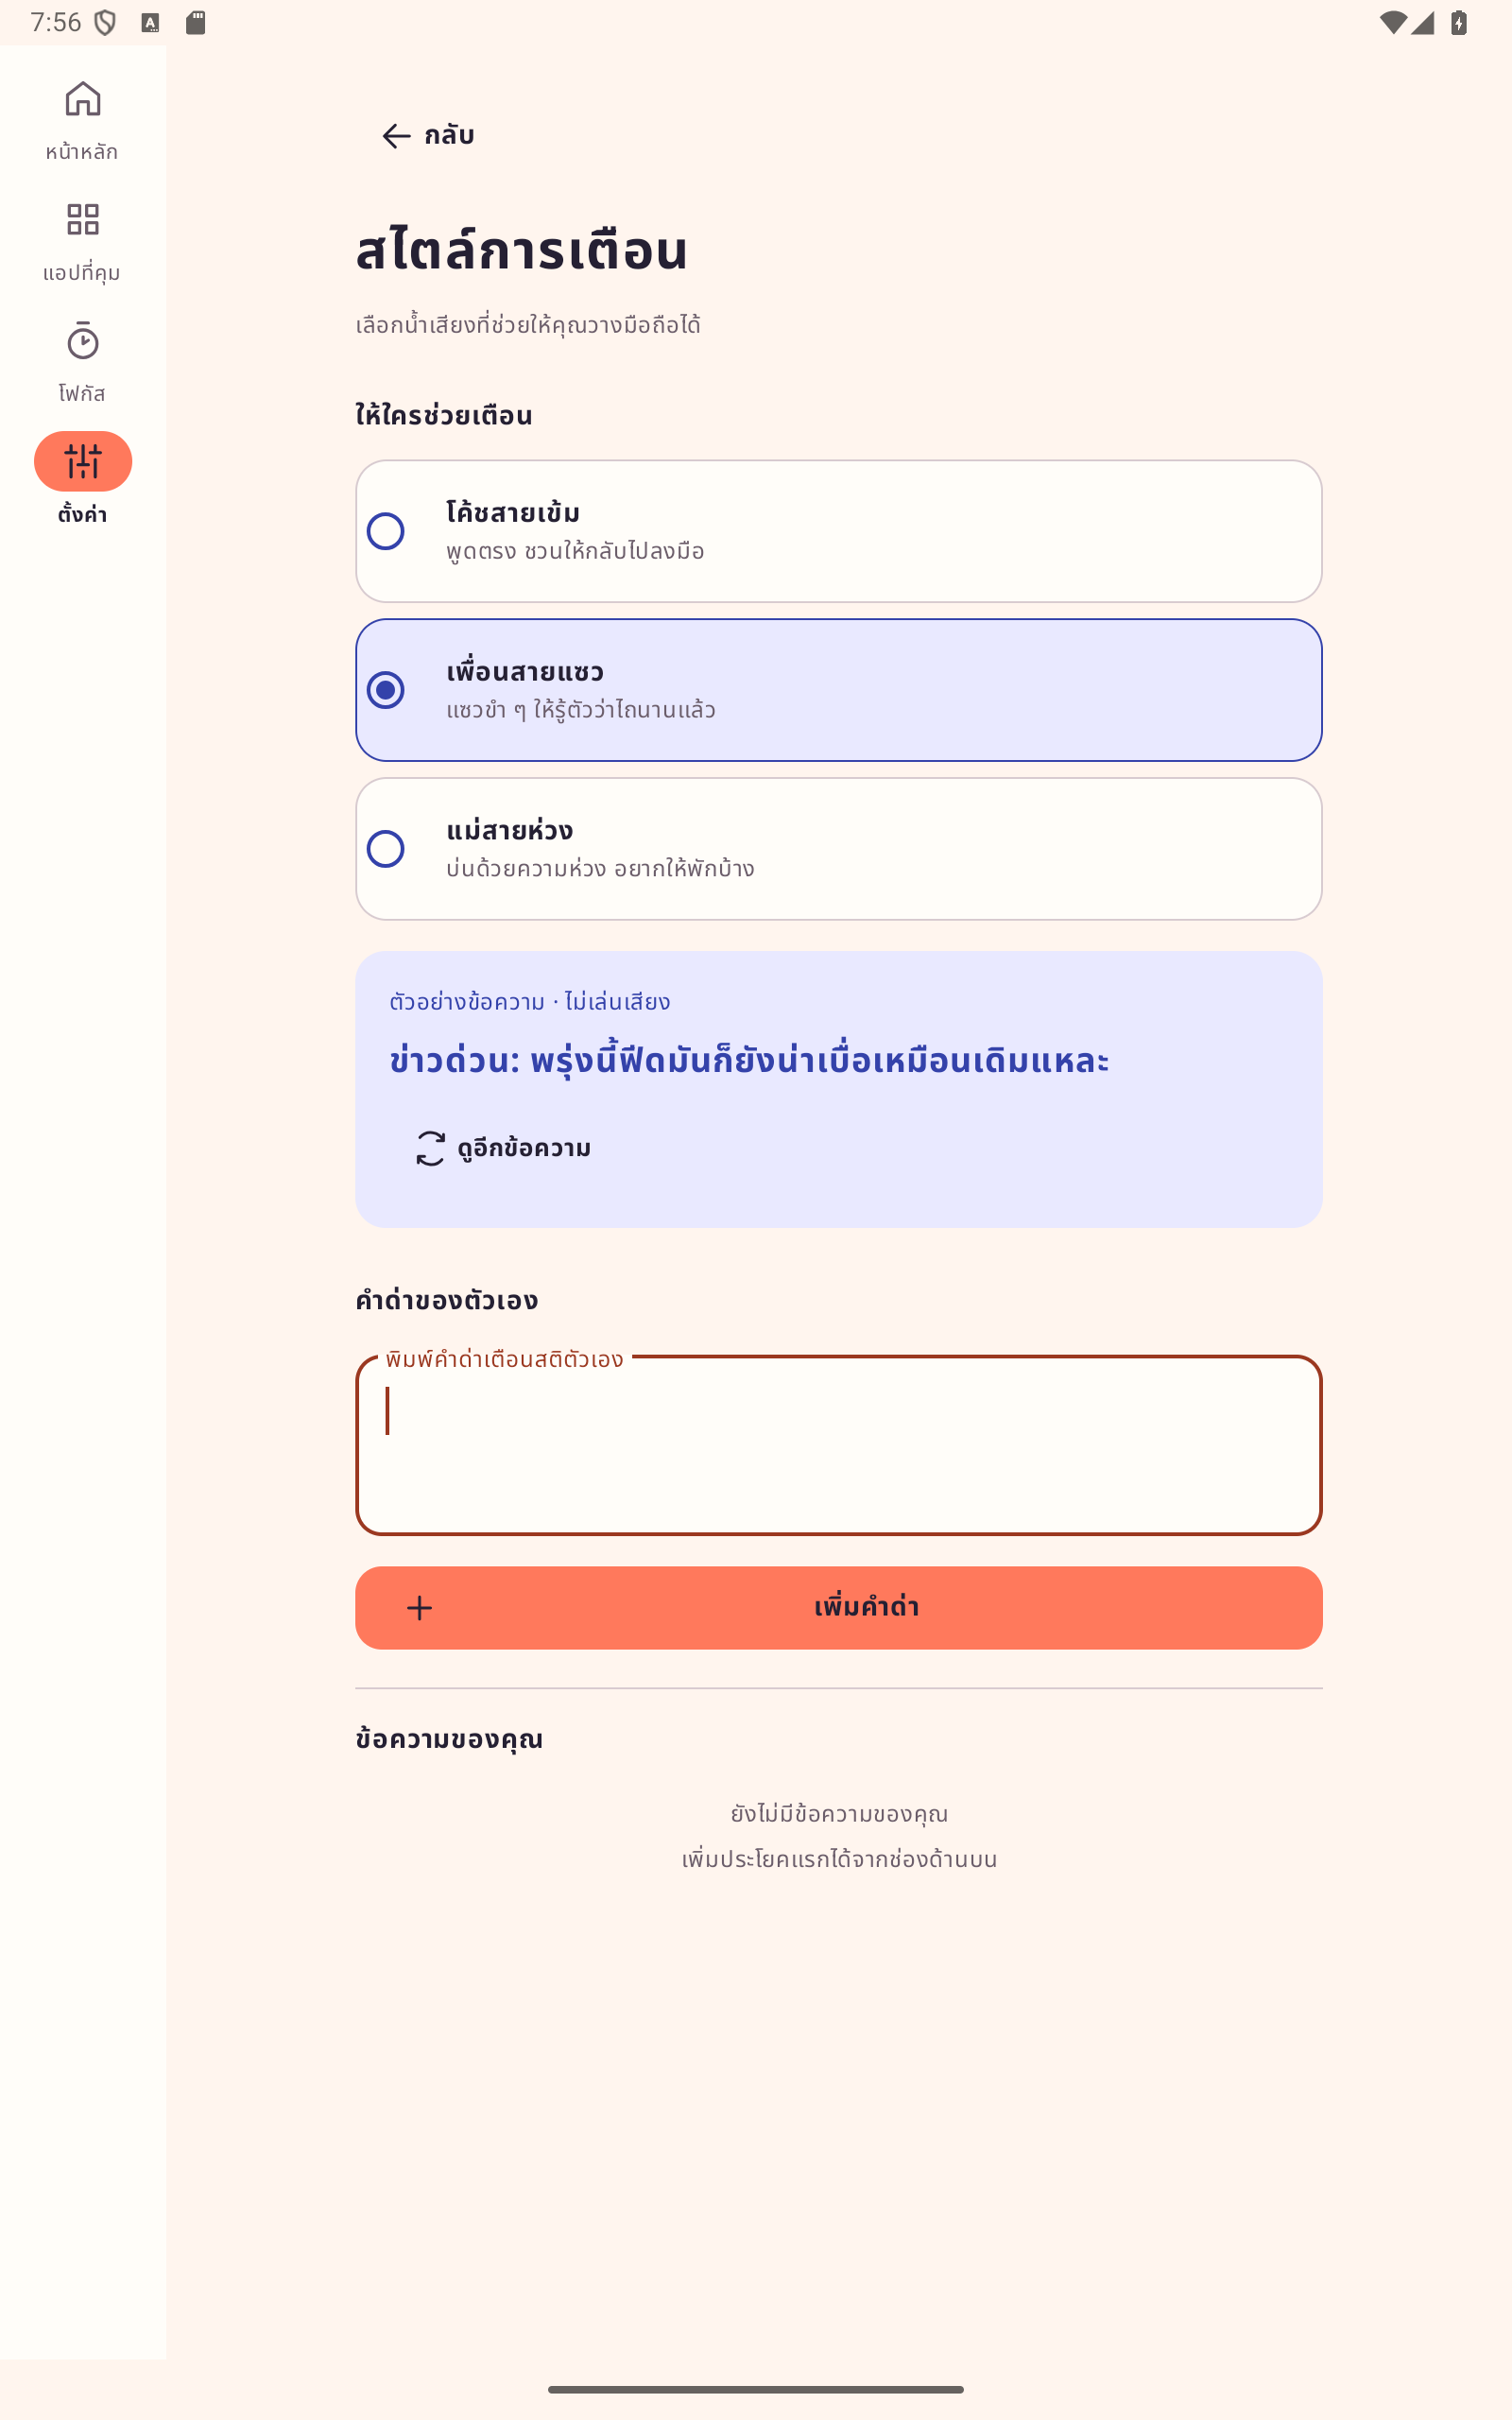 7:56
หน้าหลัก
แอปที่คุม
โฟกัส
ตั้งค่า
กลับ
สไตล์การเตือน
เลือกน้ำเสียงที่ช่วยให้คุณวางมือถือได้
ให้ใครช่วยเตือน
โค้ชสายเข้ม
พูดตรง ชวนให้กลับไปลงมือ
เพื่อนสายแซว
แซวขำ ๆ ให้รู้ตัวว่าไถนานแล้ว
แม่สายห่วง
บ่นด้วยความห่วง อยากให้พักบ้าง
ตัวอย่างข้อความ · ไม่เล่นเสียง
ข่าวด่วน: พรุ่งนี้ฟีดมันก็ยังน่าเบื่อเหมือนเดิมแหละ
ดูอีกข้อความ
คำด่าของตัวเอง
พิมพ์คำด่าเตือนสติตัวเอง
เพิ่มคำด่า
ข้อความของคุณ
ยังไม่มีข้อความของคุณ
เพิ่มประโยคแรกได้จากช่องด้านบน